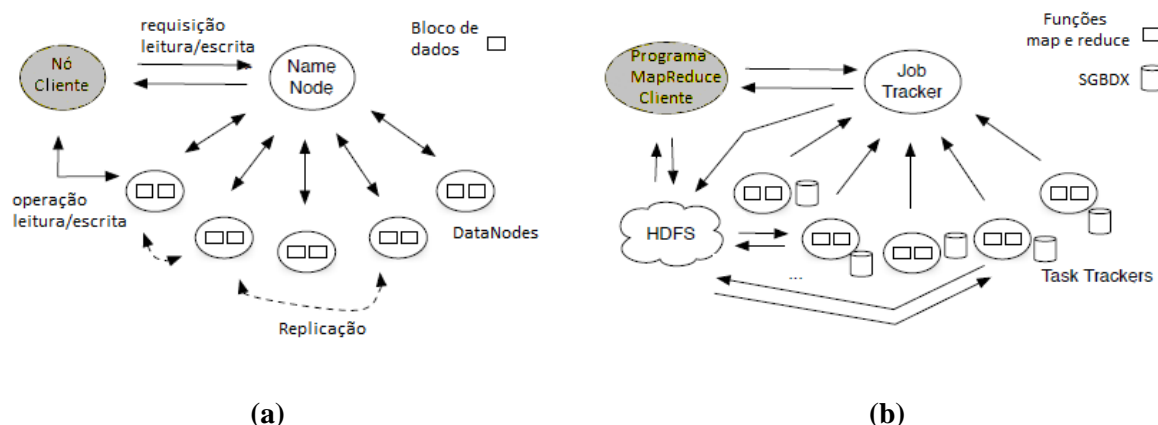 requisição
leitura/escrita
Bloco de
dados
Nó
Cliente
Name
Node
operação
leitura/escrita
DataNodes
Replicação
(a)
Funções
map e reduce
SGBDX
Programa
MapReduce
Cliente
Job
Tracker
HDFS
...
Task Trackers
(b)